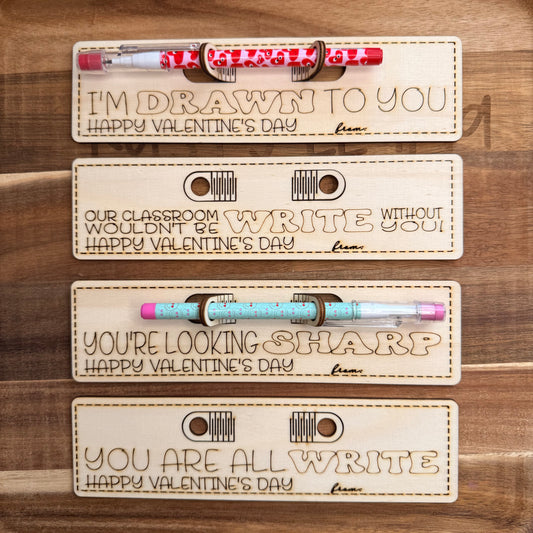 I'M DRAWN TO YOU
HAPPY VALENTINE'S DAY from:
OUR CLASSROOM
WOULDN'T BE WRITE WITHOUT
YOU!
HAPPY VALENTINE'S DAY from:
YOU'RE LOOKING SHARP
HAPPY VALENTINE'S DAY from:
YOU ARE ALL WRITE
HAPPY VALENTINE'S DAY from: